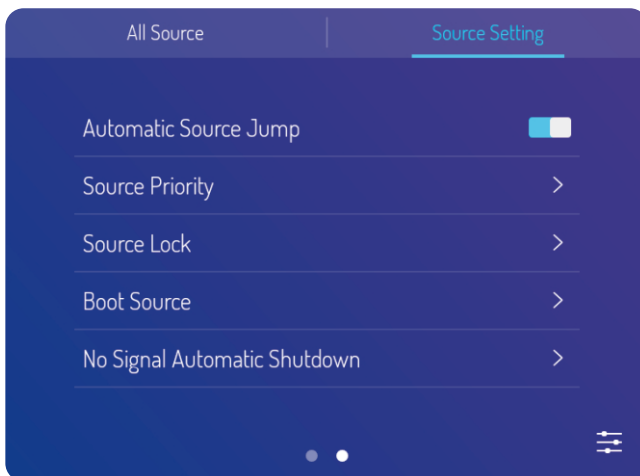 All Source
Source Setting
Automatic Source Jump
Source Priority
Source Lock
Boot Source
No Signal Automatic Shutdown